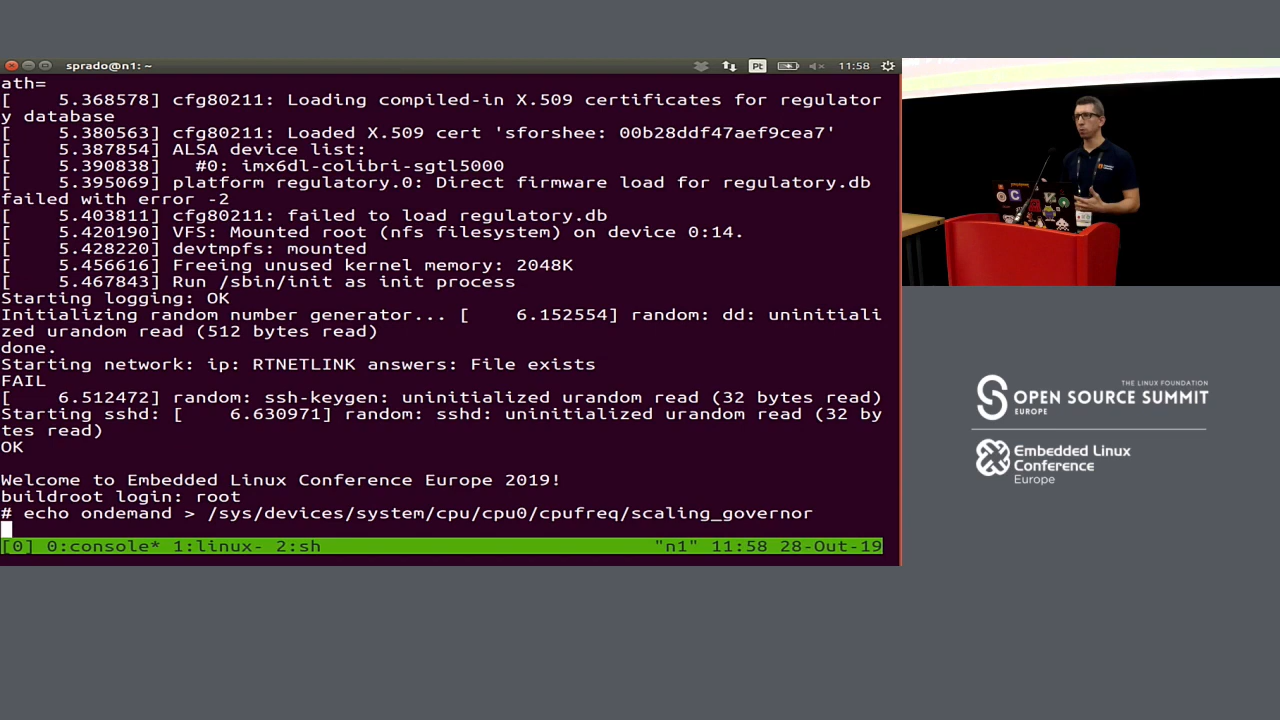 sprado@n1: ~
Pt
11:58
ath=
[    5.368578] cfg80211: Loading compiled-in X.509 certificates for regulator
y database
[    5.380563] cfg80211: Loaded X.509 cert 'sforshee: 00b28ddf47aef9cea7'
[    5.387854] ALSA device list:
[    5.390838]   #0: imx6dl-colibri-sgtl5000
[    5.395069] platform regulatory.0: Direct firmware load for regulatory.db
failed with error -2
[    5.403811] cfg80211: failed to load regulatory.db
[    5.420190] VFS: Mounted root (nfs filesystem) on device 0:14.
[    5.428220] devtmpfs: mounted
[    5.456616] Freeing unused kernel memory: 2048K
[    5.467843] Run /sbin/init as init process
Starting logging: OK
Initializing random number generator... [    6.152554] random: dd: uninitiali
zed urandom read (512 bytes read)
done.
Starting network: ip: RTNETLINK answers: File exists
FAIL
[    6.512472] random: ssh-keygen: uninitialized urandom read (32 bytes read)
Starting sshd: [    6.630971] random: sshd: uninitialized urandom read (32 by
tes read)
OK
Welcome to Embedded Linux Conference Europe 2019!
buildroot login: root
# echo ondemand > /sys/devices/system/cpu/cpu0/cpufreq/scaling_governor
[0] 0:console* 1:linux- 2:sh
"n1" 11:58 28-Oct-19
THE LINUX FOUNDATION
OPEN SOURCE SUMMIT
EUROPE
Embedded Linux
Conference
Europe